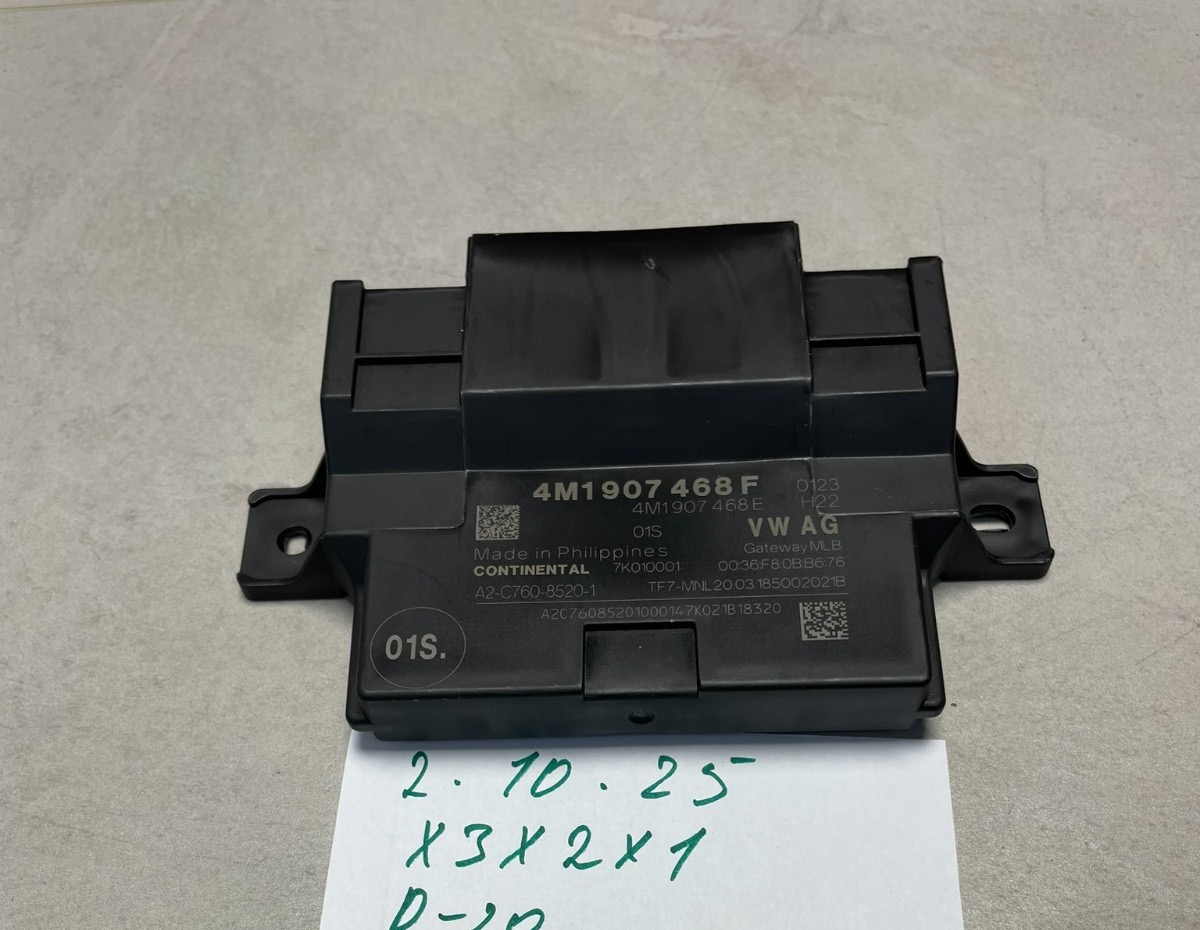 4M1907468F 0123
4M1907468E H22
01S VW AG
Made in Philippines Gateway MLB
CONTINENTAL 7K010001 00:36:F8:0B:B6:76
A2-C760-8520-1 TF7-MNL20.03.185002021B
A2C76085201000147K021B18320
01S.
2.10.25
X3X2X1